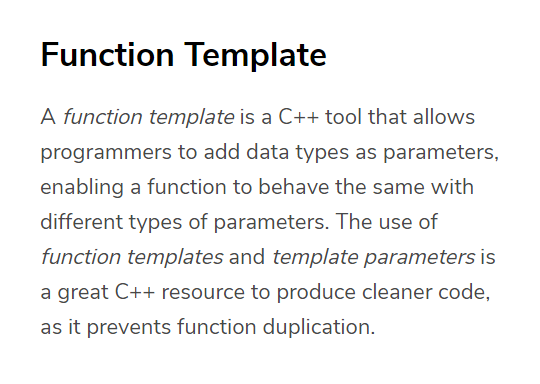 Function Template
A function template is a C++ tool that allows
programmers to add data types as parameters,
enabling a function to behave the same with
different types of parameters. The use of
function templates and template parameters is
a great C++ resource to produce cleaner code,
as it prevents function duplication.